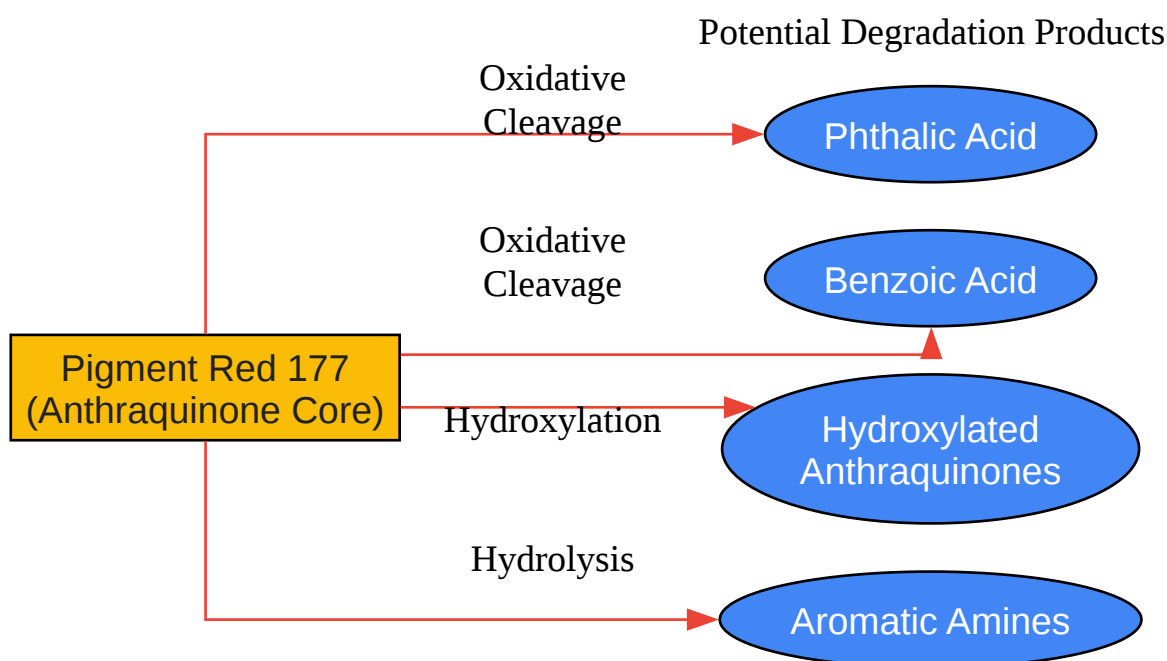 Potential Degradation Products
Oxidative
Cleavage
Phthalic Acid
Oxidative
Cleavage
Benzoic Acid
Pigment Red 177
(Anthraquinone Core)
Hydroxylation
Hydroxylated
Anthraquinones
Hydrolysis
Aromatic Amines